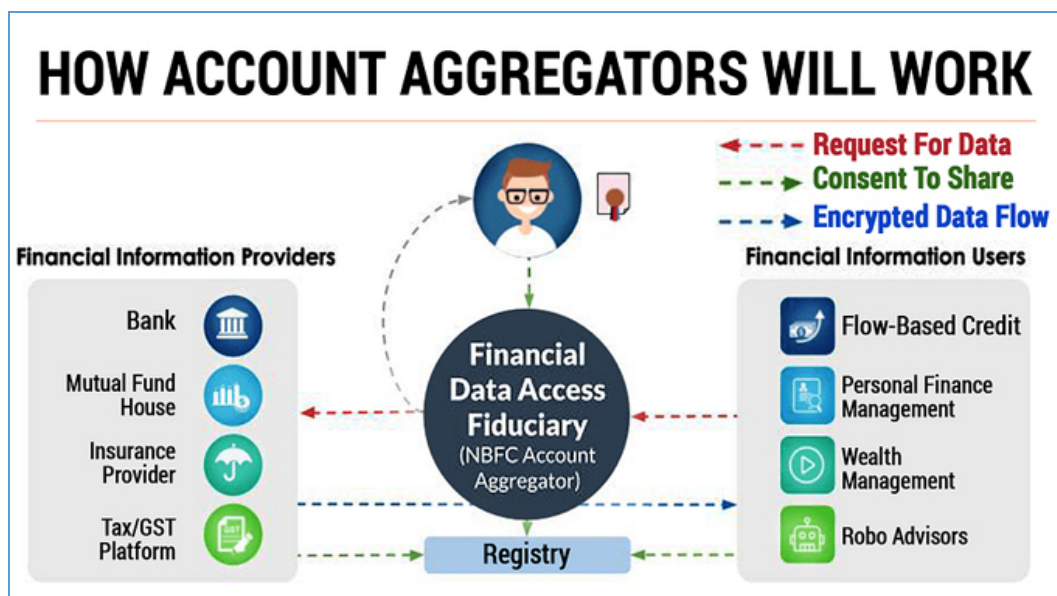 HOW ACCOUNT AGGREGATORS WILL WORK
Request For Data
Consent To Share
Encrypted Data Flow
Financial Information Providers
Bank
Mutual Fund
House
Insurance
Provider
Tax/GST
Platform
GST
Financial
Data Access
Fiduciary
(NBFC Account
Aggregator)
Registry
Financial Information Users
Flow-Based Credit
Personal Finance
Management
Wealth
Management
Robo Advisors